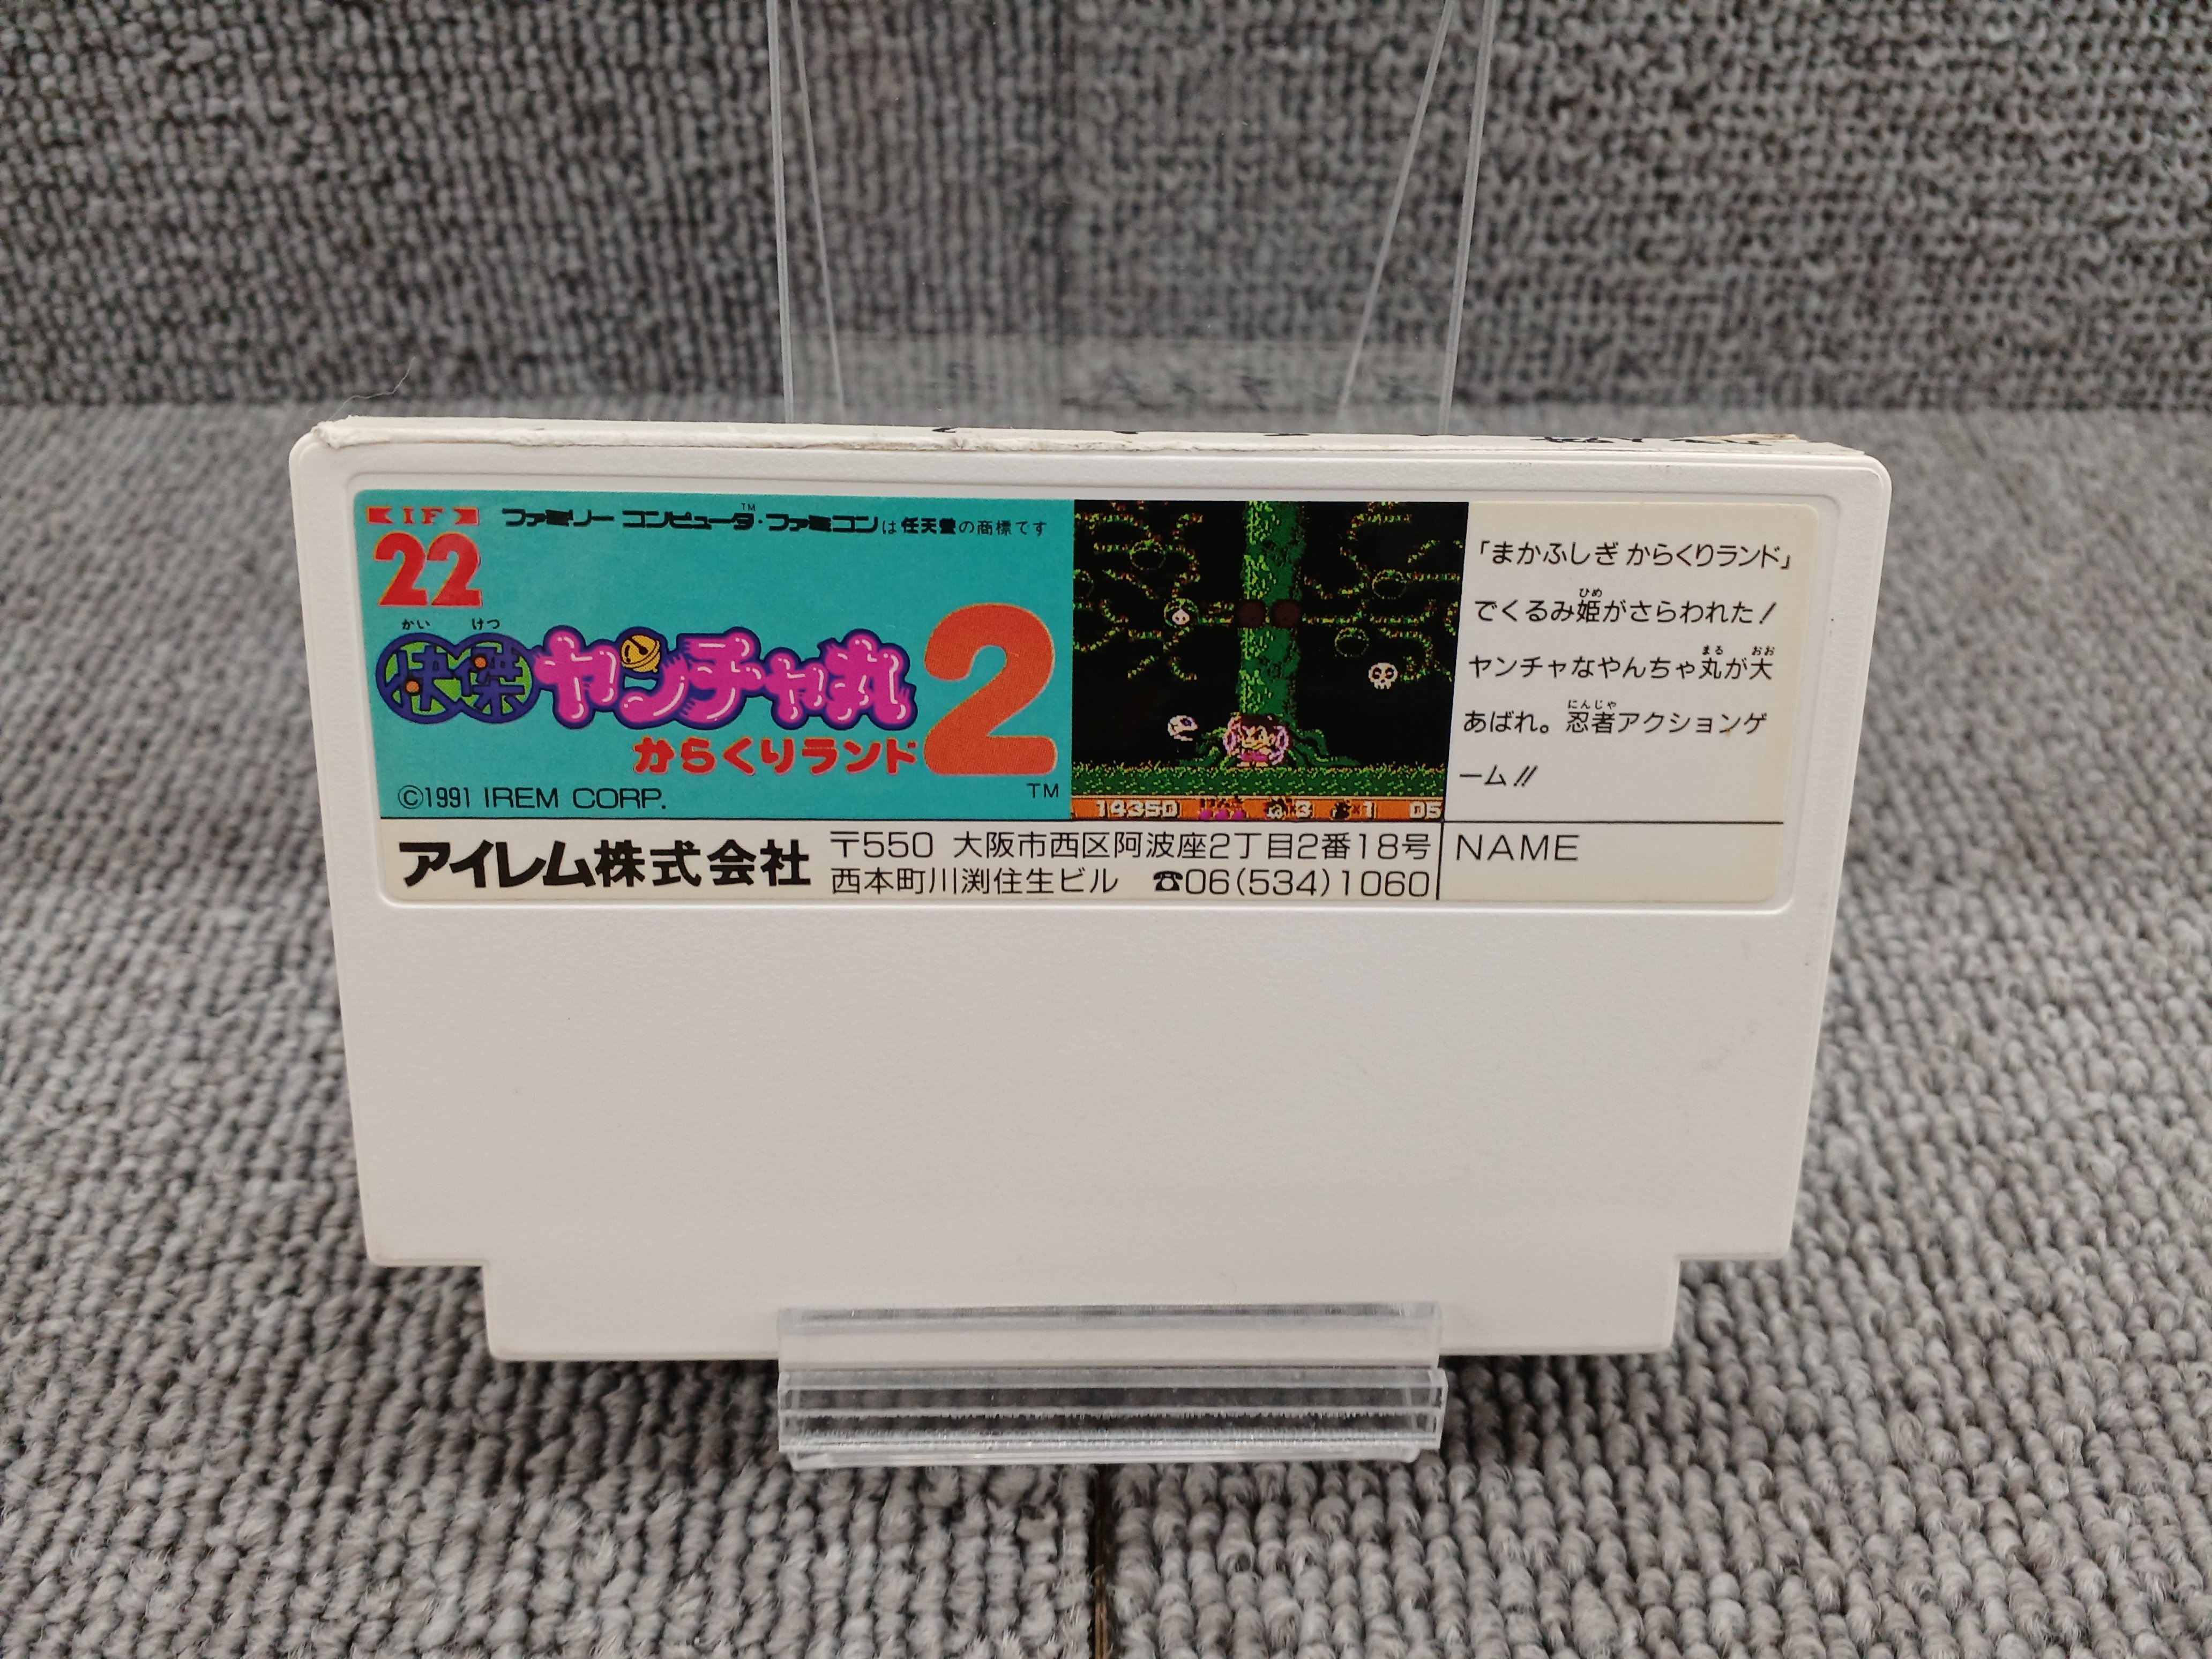 IF
22
ファミリー コンピュータ™・ファミコンは任天堂の商標です
かい けつ
快傑ヤンチャ丸2
からくりランド
TM
©1991 IREM CORP.
14350 ×3 ×1 05
「まかふしぎ からくりランド」
ひめ
でくるみ姫がさらわれた！
まる おお
ヤンチャなやんちゃ丸が大
にんじゃ
あばれ。忍者アクションゲ
ーム!!
アイレム株式会社
〒550 大阪市西区阿波座2丁目2番18号
西本町川渕住生ビル ☎06(534)1060
NAME